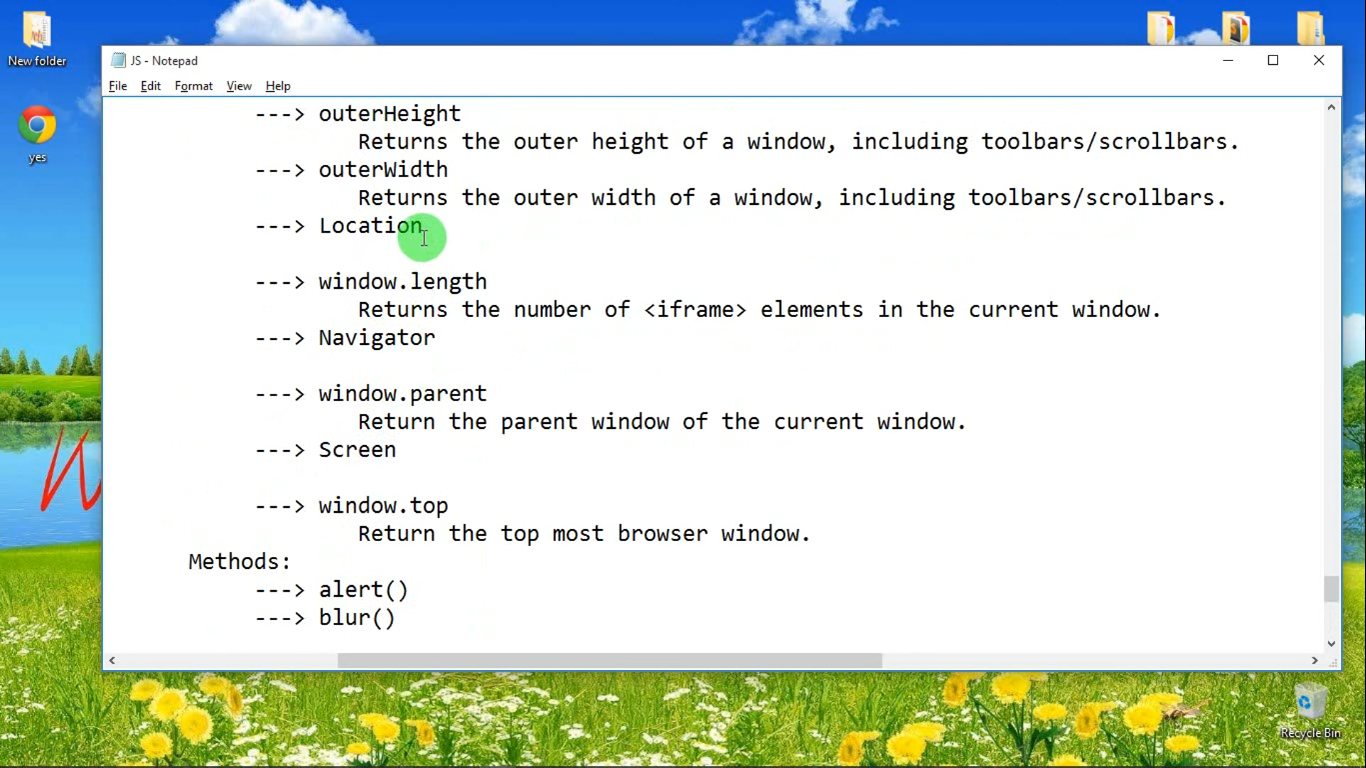 New folder
yes
JS - Notepad
File Edit Format View Help
---> outerHeight
Returns the outer height of a window, including toolbars/scrollbars.
---> outerWidth
Returns the outer width of a window, including toolbars/scrollbars.
---> Location
---> window.length
Returns the number of <iframe> elements in the current window.
---> Navigator
---> window.parent
Return the parent window of the current window.
---> Screen
---> window.top
Return the top most browser window.
Methods:
---> alert()
---> blur()
Recycle Bin